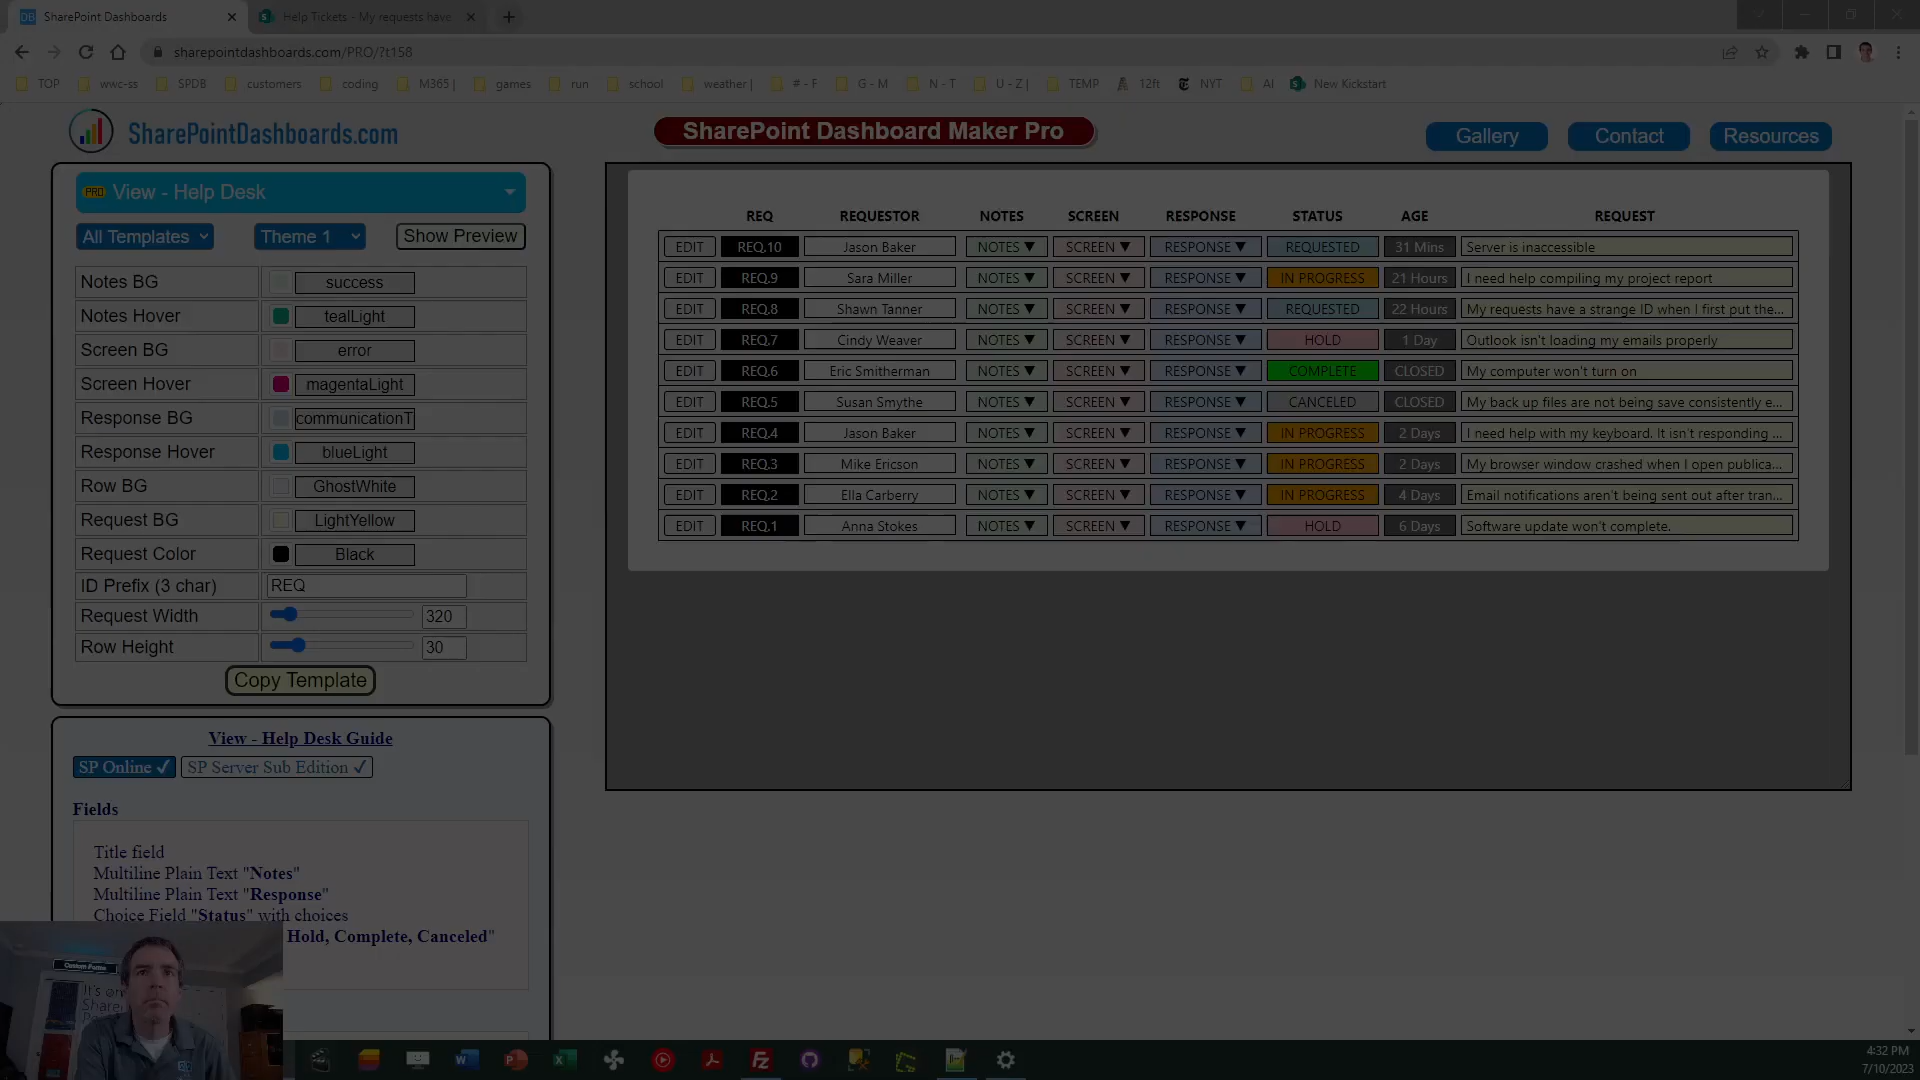 SharePoint Dashboards
Help Tickets - My requests have
sharepointdashboards.com/PRO/?t158
TOP wwc-ss SPDB customers coding M365 | games run school weather | # - F G - M N - T U - Z | TEMP 12ft NYT AI New Kickstart
SharePointDashboards.com
SharePoint Dashboard Maker Pro
Gallery Contact Resources
PRO View - Help Desk
All Templates Theme 1 Show Preview
Notes BG success
Notes Hover tealLight
Screen BG error
Screen Hover magentaLight
Response BG communicationT
Response Hover blueLight
Row BG GhostWhite
Request BG LightYellow
Request Color Black
ID Prefix (3 char) REQ
Request Width 320
Row Height 30
Copy Template
View - Help Desk Guide
SP Online ✓ SP Server Sub Edition ✓
Fields
Title field
Multiline Plain Text "Notes"
Multiline Plain Text "Response"
Choice Field "Status" with choices
Hold, Complete, Canceled"
REQ REQUESTOR NOTES SCREEN RESPONSE STATUS AGE REQUEST
EDIT REQ.10 Jason Baker NOTES ▼ SCREEN ▼ RESPONSE ▼ REQUESTED 31 Mins Server is inaccessible
EDIT REQ.9 Sara Miller NOTES ▼ SCREEN ▼ RESPONSE ▼ IN PROGRESS 21 Hours I need help compiling my project report
EDIT REQ.8 Shawn Tanner NOTES ▼ SCREEN ▼ RESPONSE ▼ REQUESTED 22 Hours My requests have a strange ID when I first put the...
EDIT REQ.7 Cindy Weaver NOTES ▼ SCREEN ▼ RESPONSE ▼ HOLD 1 Day Outlook isn't loading my emails properly
EDIT REQ.6 Eric Smitherman NOTES ▼ SCREEN ▼ RESPONSE ▼ COMPLETE CLOSED My computer won't turn on
EDIT REQ.5 Susan Smythe NOTES ▼ SCREEN ▼ RESPONSE ▼ CANCELED CLOSED My back up files are not being save consistently e...
EDIT REQ.4 Jason Baker NOTES ▼ SCREEN ▼ RESPONSE ▼ IN PROGRESS 2 Days I need help with my keyboard. It isn't responding ...
EDIT REQ.3 Mike Ericson NOTES ▼ SCREEN ▼ RESPONSE ▼ IN PROGRESS 2 Days My browser window crashed when I open publica...
EDIT REQ.2 Ella Carberry NOTES ▼ SCREEN ▼ RESPONSE ▼ IN PROGRESS 4 Days Email notifications aren't being sent out after tran...
EDIT REQ.1 Anna Stokes NOTES ▼ SCREEN ▼ RESPONSE ▼ HOLD 6 Days Software update won't complete.
It's on
Share
4:32 PM
7/10/2023